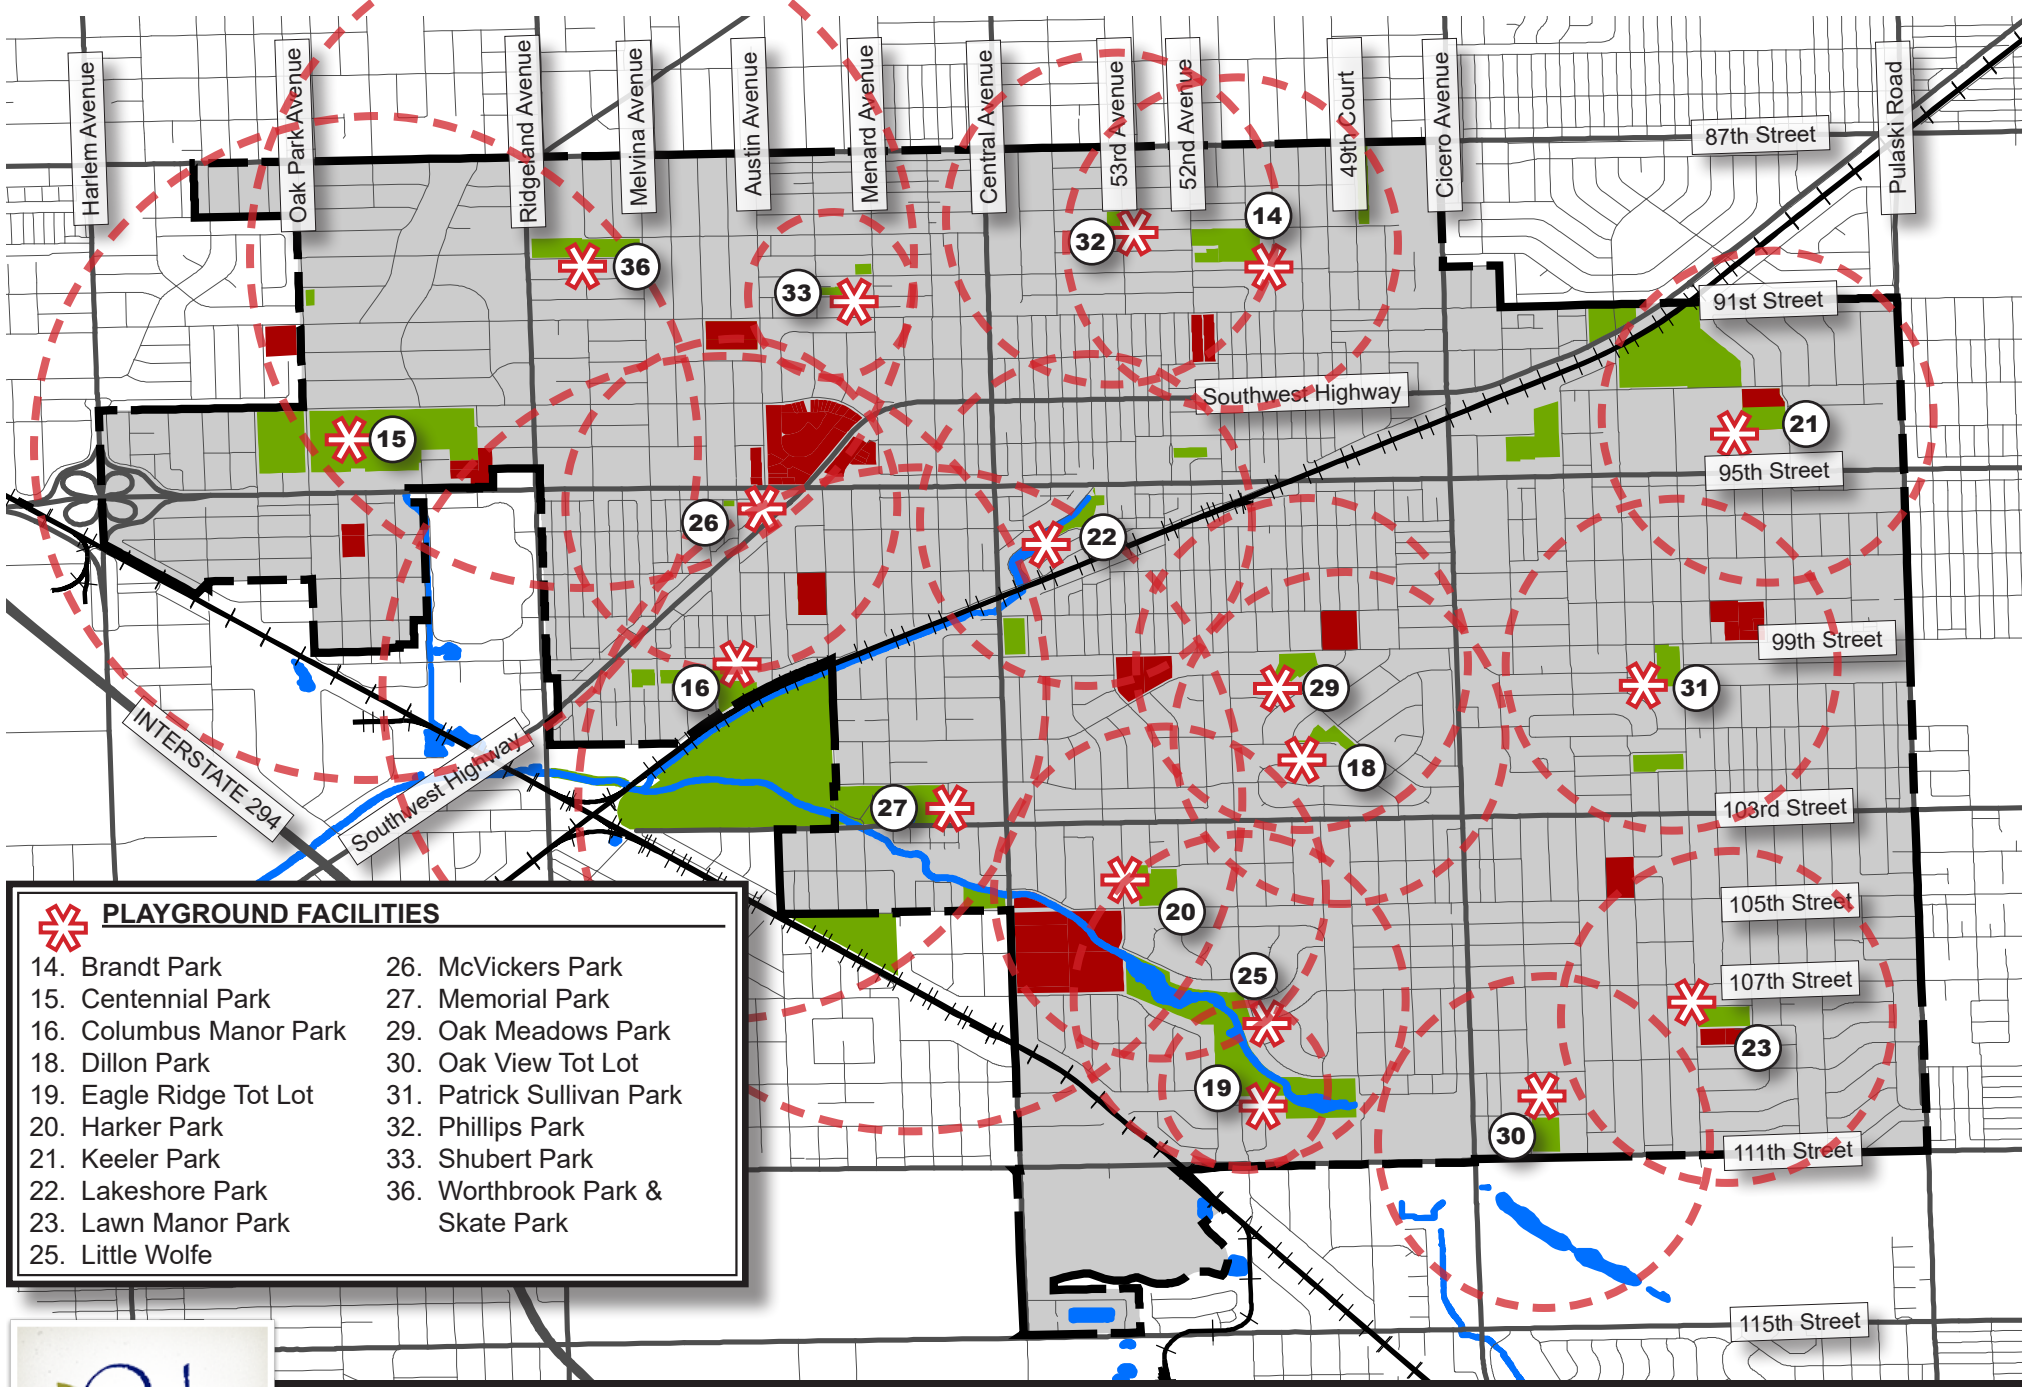 Harlem Avenue
Oak Park Avenue
Ridgeland Avenue
Melvina Avenue
Austin Avenue
Menard Avenue
Central Avenue
53rd Avenue
52nd Avenue
49th Court
Cicero Avenue
Pulaski Road
87th Street
14
32
36
33
91st Street
Southwest Highway
15
21
95th Street
26
22
99th Street
16
29
31
INTERSTATE 294
Southwest Highway
18
27
103rd Street
20
105th Street
25
107th Street
23
19
30
111th Street
115th Street
PLAYGROUND FACILITIES
14. Brandt Park
15. Centennial Park
16. Columbus Manor Park
18. Dillon Park
19. Eagle Ridge Tot Lot
20. Harker Park
21. Keeler Park
22. Lakeshore Park
23. Lawn Manor Park
25. Little Wolfe
26. McVickers Park
27. Memorial Park
29. Oak Meadows Park
30. Oak View Tot Lot
31. Patrick Sullivan Park
32. Phillips Park
33. Shubert Park
36. Worthbrook Park &
Skate Park